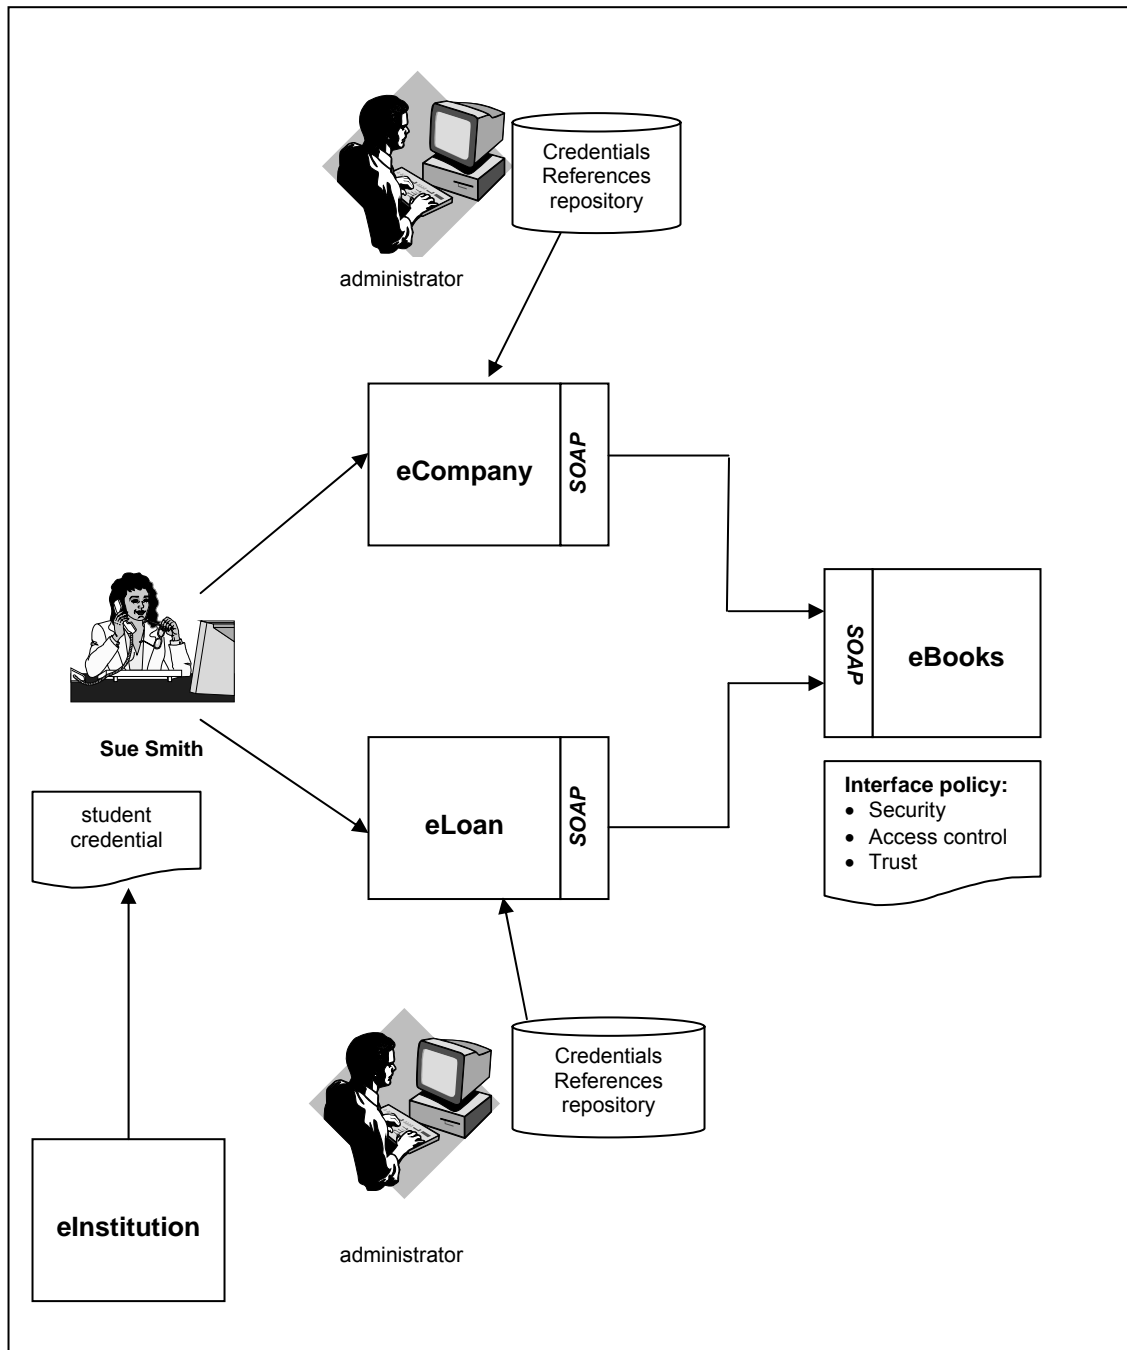 Credentials
References
repository
administrator
eCompany
SOAP
SOAP
eBooks
Sue Smith
Interface policy:
• Security
• Access control
• Trust
student
credential
eLoan
SOAP
Credentials
References
repository
eInstitution
administrator